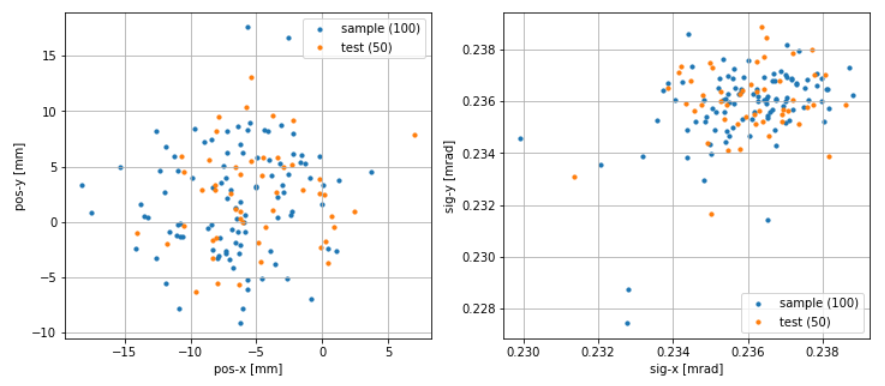 sample (100)
test (50)
15
10
5
0
−5
−10
pos-y [mm]
−15
−10
−5
0
5
pos-x [mm]
0.238
0.236
0.234
0.232
0.230
0.228
sig-y [mrad]
sample (100)
test (50)
0.230
0.232
0.234
0.236
0.238
sig-x [mrad]